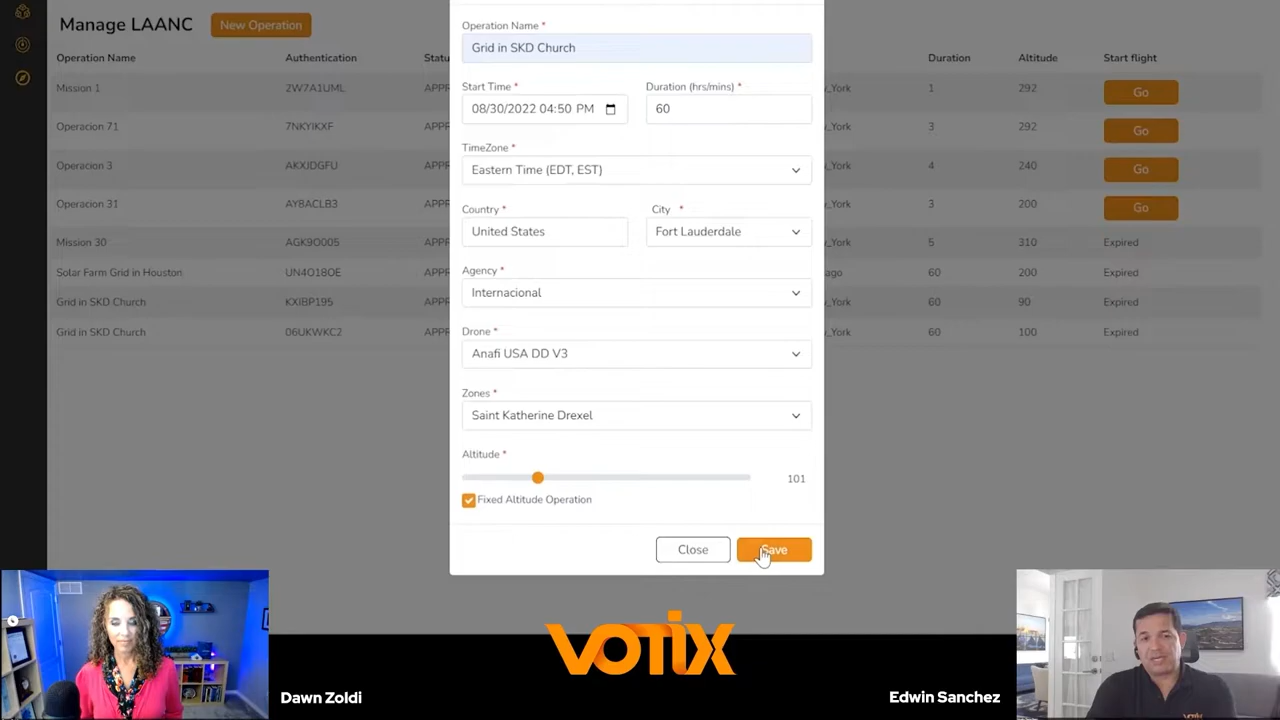 Manage LAANC New Operation
Operation Name Authentication Statu Duration Altitude Start flight
Mission 1 2W7A1UML APPR _York 1 292 Go
Operacion 71 7NKYIKXF APPR _York 3 292 Go
Operacion 3 AKXJDGFU APPR _York 4 240 Go
Operacion 31 AY8ACLB3 APPR _York 3 200 Go
Mission 30 AGK9O005 APPR _York 5 310 Expired
Solar Farm Grid in Houston UN4O18OE APPR ago 60 200 Expired
Grid in SKD Church KXIBP195 APPR _York 60 90 Expired
Grid in SKD Church 06UKWKC2 APPR _York 60 100 Expired
Operation Name *
Grid in SKD Church
Start Time * Duration (hrs/mins) *
08/30/2022 04:50 PM 60
TimeZone *
Eastern Time (EDT, EST)
Country * City *
United States Fort Lauderdale
Agency *
Internacional
Drone *
Anafi USA DD V3
Zones *
Saint Katherine Drexel
Altitude *
101
Fixed Altitude Operation
Close Save
VOTIX
Dawn Zoldi Edwin Sanchez